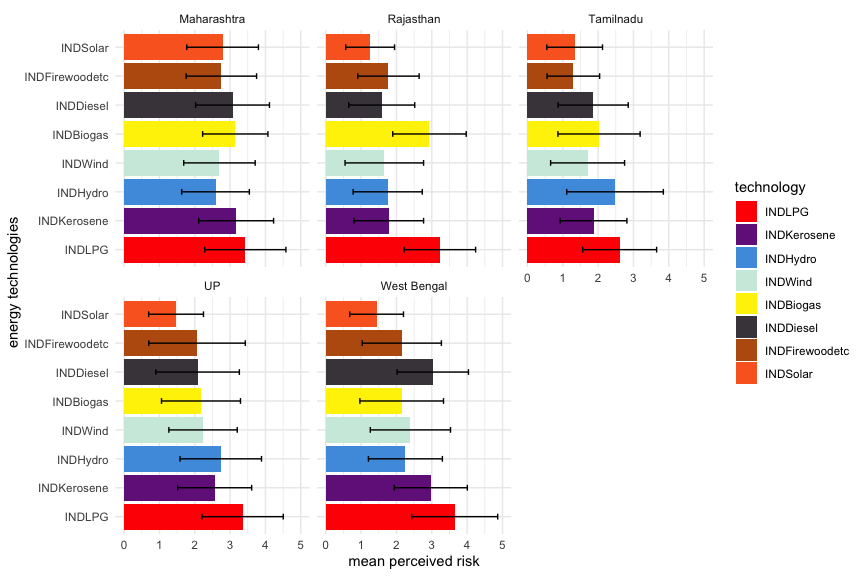 Maharashtra
Rajasthan
Tamilnadu
INDSolar
INDFirewoodetc
INDDiesel
INDBiogas
INDWind
INDHydro
INDKerosene
INDLPG
0 1 2 3 4 5
UP
West Bengal
INDSolar
INDFirewoodetc
INDDiesel
INDBiogas
INDWind
INDHydro
INDKerosene
INDLPG
0 1 2 3 4 5
0 1 2 3 4 5
mean perceived risk
energy technologies
technology
INDLPG
INDKerosene
INDHydro
INDWind
INDBiogas
INDDiesel
INDFirewoodetc
INDSolar